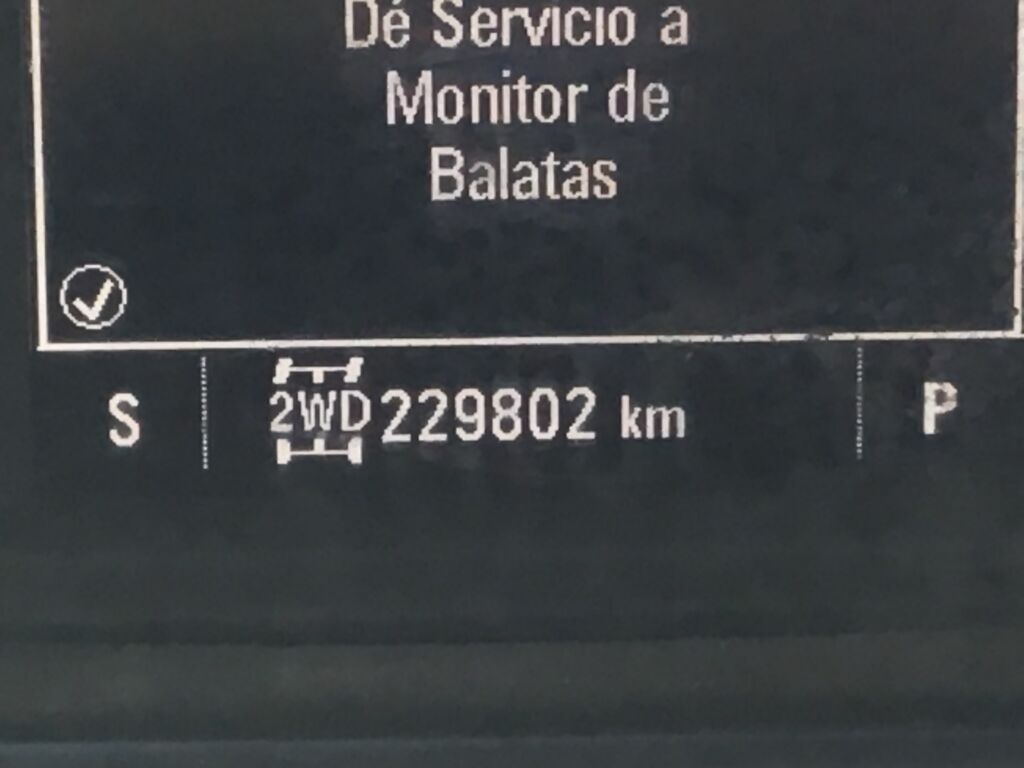 Dé Servicio a
Monitor de
Balatas
S 2WD 229802 km P